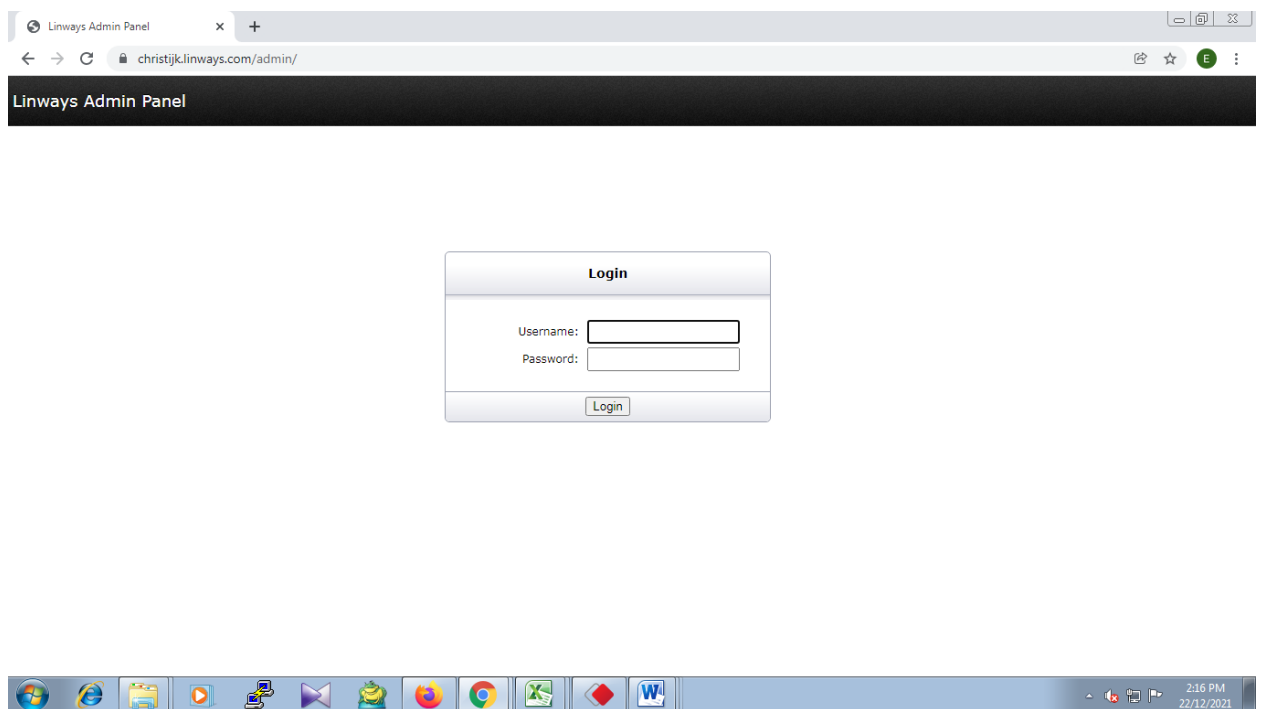 Linways Admin Panel
christijk.linways.com/admin/
E
Linways Admin Panel
Login
Username:
Password:
Login
2:16 PM
22/12/2021